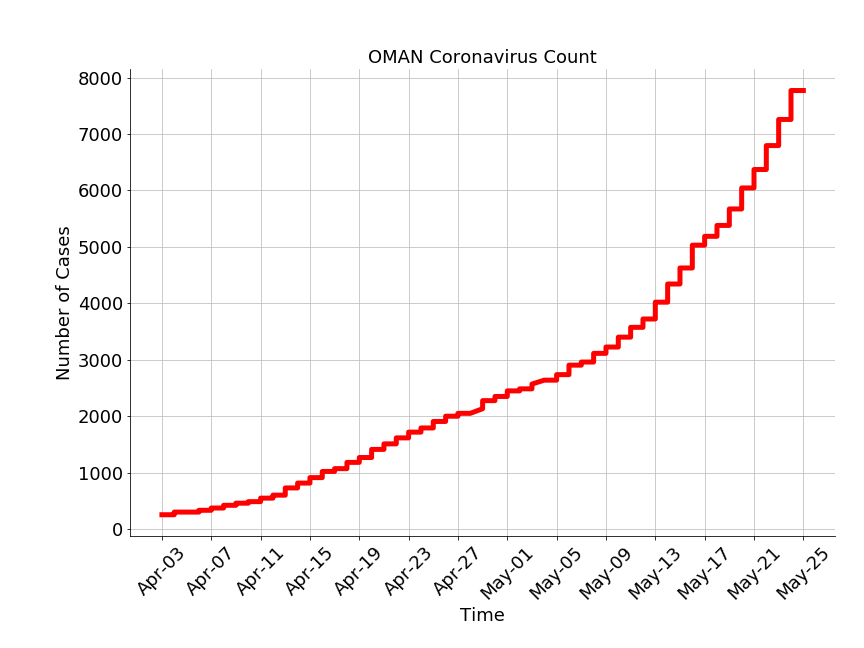 OMAN Coronavirus Count
8000
7000
6000
5000
4000
3000
2000
1000
0
Number of Cases
Apr-03
Apr-07
Apr-11
Apr-15
Apr-19
Apr-23
Apr-27
May-01
May-05
May-09
May-13
May-17
May-21
May-25
Time